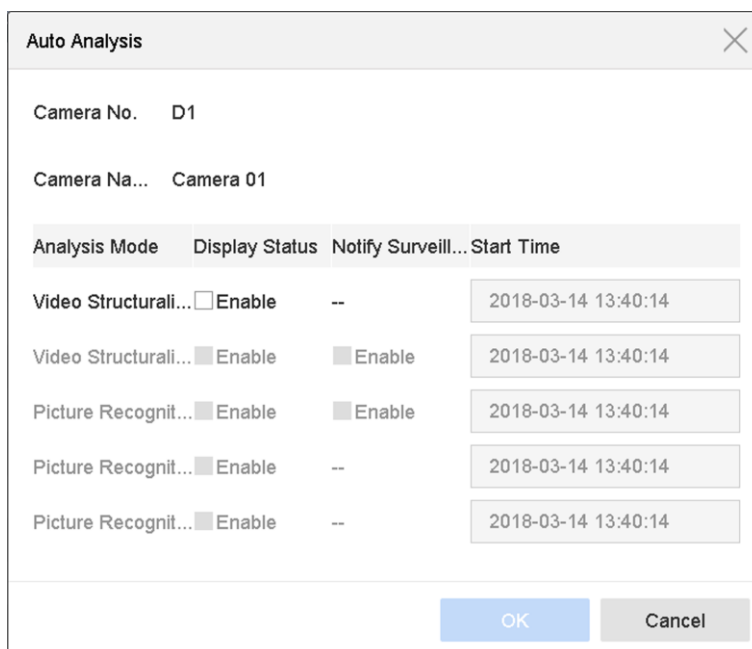 Auto Analysis
Camera No. D1
Camera Na... Camera 01
Analysis Mode Display Status Notify Surveill... Start Time
Video Structurali... Enable -- 2018-03-14 13:40:14
Video Structurali... Enable Enable 2018-03-14 13:40:14
Picture Recognit... Enable Enable 2018-03-14 13:40:14
Picture Recognit... Enable -- 2018-03-14 13:40:14
Picture Recognit... Enable -- 2018-03-14 13:40:14
OK Cancel